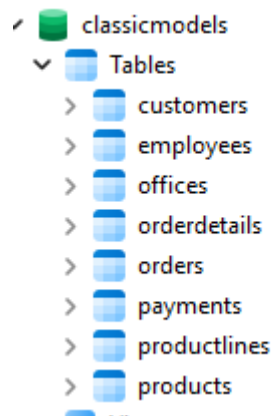 classicmodels
Tables
customers
employees
offices
orderdetails
orders
payments
productlines
products